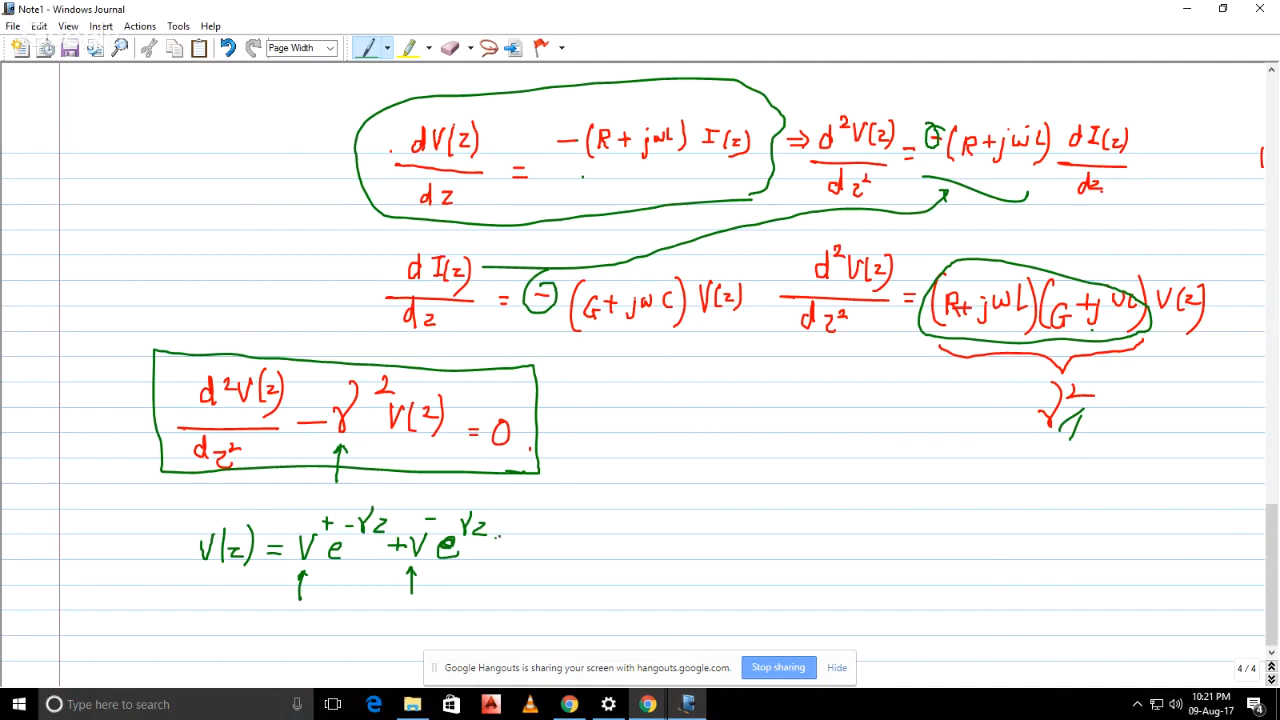 Note1 - Windows Journal
File Edit View Insert Actions Tools Help
Page Width
dV(z)/dz = -(R + jωL) I(z) ⇒ d²V(z)/dz² = -(R + jωL) dI(z)/dz
dI(z)/dz = - (G + jωC) V(z) d²V(z)/dz² = (R + jωL)(G + jωC) V(z)
γ²
d²V(z)/dz² - γ² V(z) = 0
V(z) = V⁺ e^{-γz} + V⁻ e^{γz}
Google Hangouts is sharing your screen with hangouts.google.com. Stop sharing Hide
4 / 4
Type here to search
10:21 PM
09-Aug-17
4